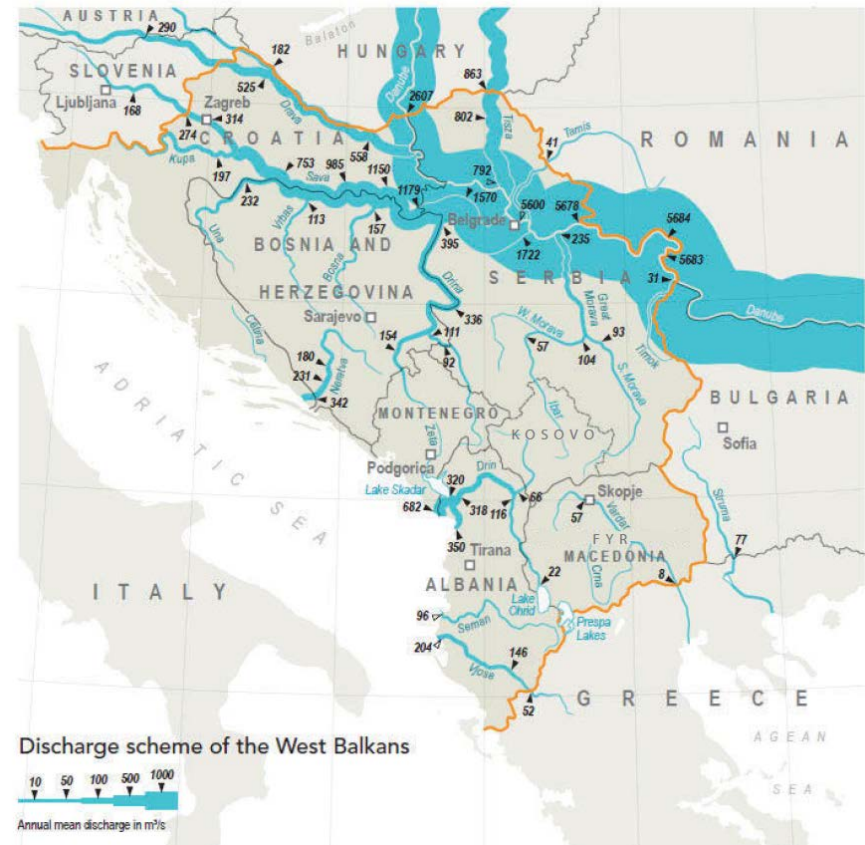 AUSTRIA
290
Balaton
HUNGARY
182
SLOVENIA
525
Ljubljana
168
Zagreb
314
Drava
Danube
2607
863
802
Tisza
274
CROATIA
558
Kupa
197
753
985
1150
Sava
232
113
157
1179
792
1570
41
Tamis
ROMANIA
5600
5678
5684
5683
Belgrade
1722
235
31
Una
Vrbas
Bosna
BOSNIA AND
HERZEGOVINA
395
Drina
SERBIA
Danube
Sarajevo
336
Cetina
154
111
92
W. Morava
Great
Morava
93
57
104
S. Morava
Timok
180
231
342
Neretva
Ibar
BULGARIA
Sofia
ADRIATIC SEA
MONTENEGRO
KOSOVO
Zeta
Podgorica
Drin
Lake Skadar
320
682
318
116
66
Skopje
57
Vardar
Struma
77
350
Tirana
FYR
MACEDONIA
ITALY
ALBANIA
22
Crna
8
Lake
Ohrid
Prespa
Lakes
96
Seman
204
146
Vjose
52
GREECE
AGEAN
SEA
Discharge scheme of the West Balkans
10 50 100 500 1000
Annual mean discharge in m³/s